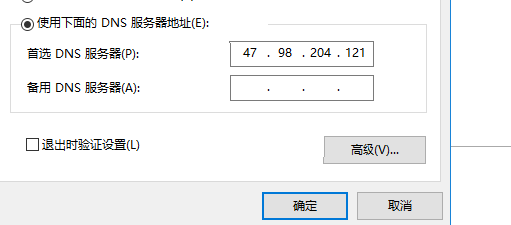 使用下面的 DNS 服务器地址(E):
首选 DNS 服务器(P):
47 . 98 . 204 . 121
备用 DNS 服务器(A):
. . .
退出时验证设置(L)
高级(V)...
确定
取消